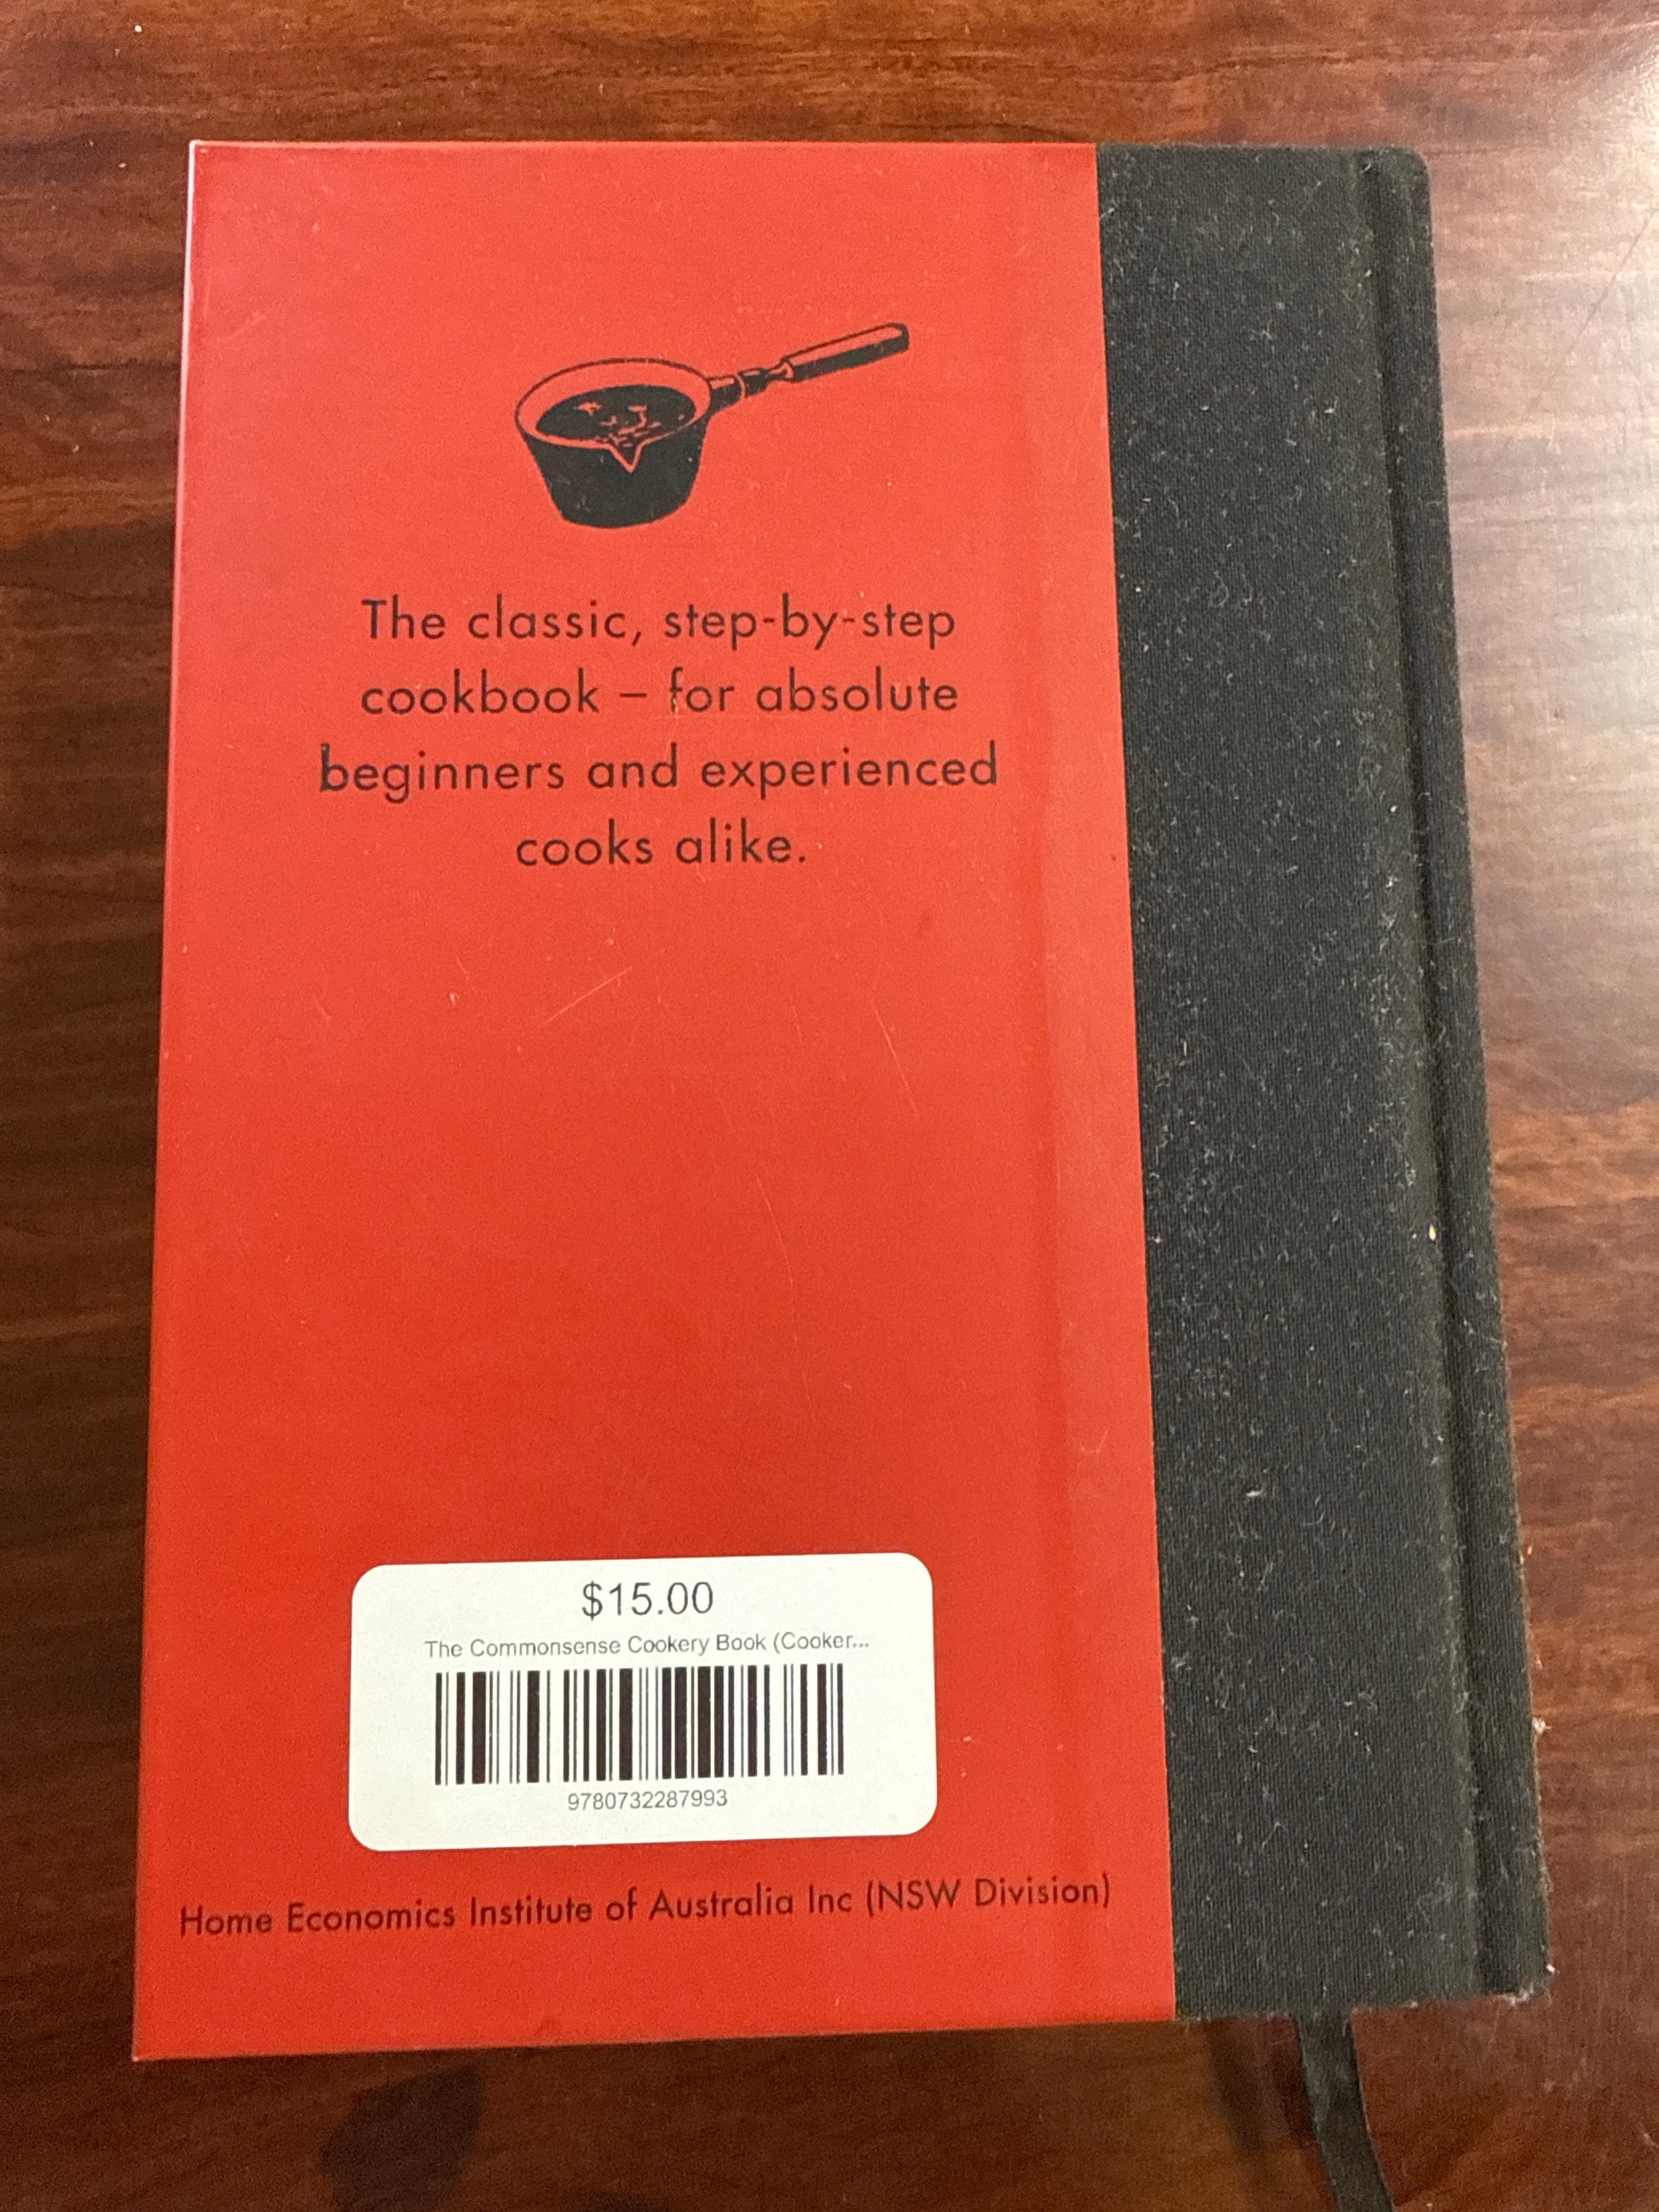 The classic, step-by-step
cookbook – for absolute
beginners and experienced
cooks alike.
$15.00
The Commonsense Cookery Book (Cooker...
9780732287993
Home Economics Institute of Australia Inc (NSW Division)